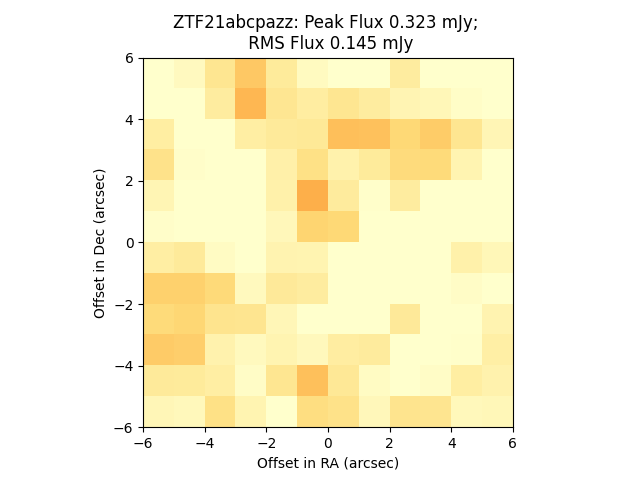 ZTF21abcpazz: Peak Flux 0.323 mJy;
RMS Flux 0.145 mJy
6
4
2
0
−2
−4
−6
Offset in Dec (arcsec)
−6 −4 −2 0 2 4 6
Offset in RA (arcsec)